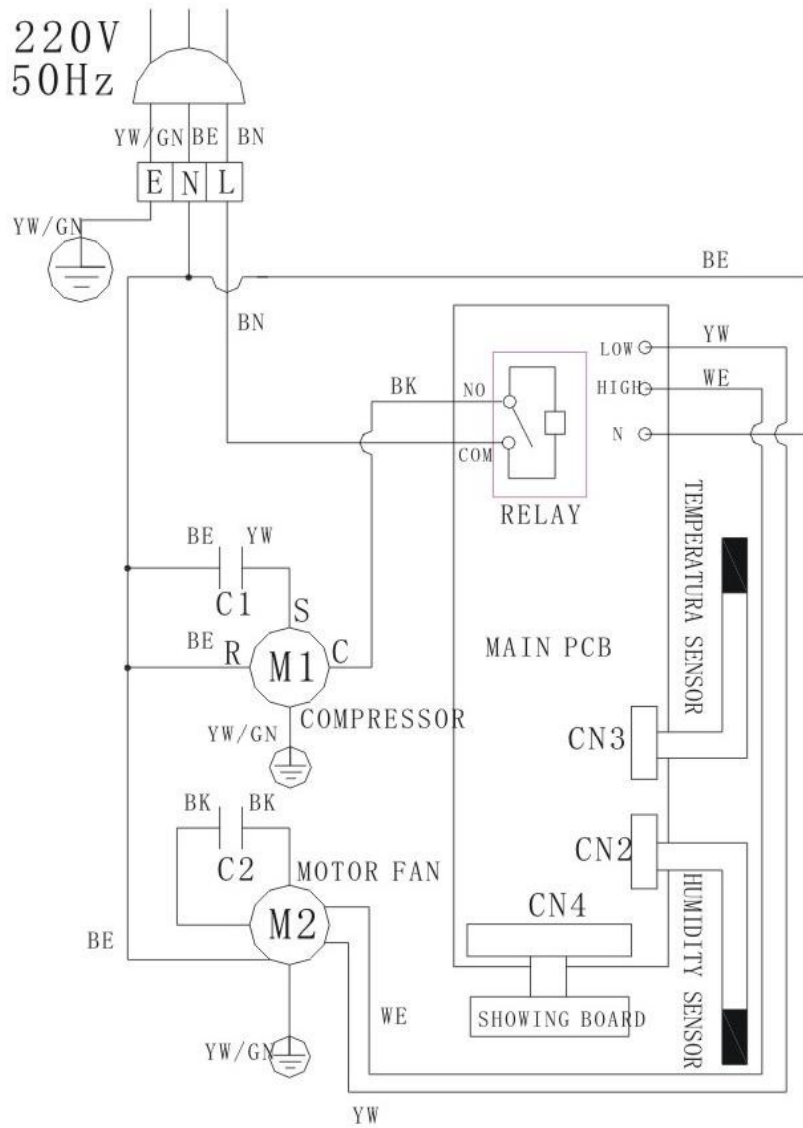 220V
50Hz
YW/GN BE BN
E N L
YW/GN
BE
BN
LOW YW
HIGH WE
BK NO
N
COM
RELAY
TEMPERATURA SENSOR
BE YW
C1
S
BE R M1 C
MAIN PCB
COMPRESSOR
YW/GN
CN3
BK BK
C2
CN2
MOTOR FAN
M2
CN4
HUMIDITY SENSOR
BE
WE
SHOWING BOARD
YW/GN
YW